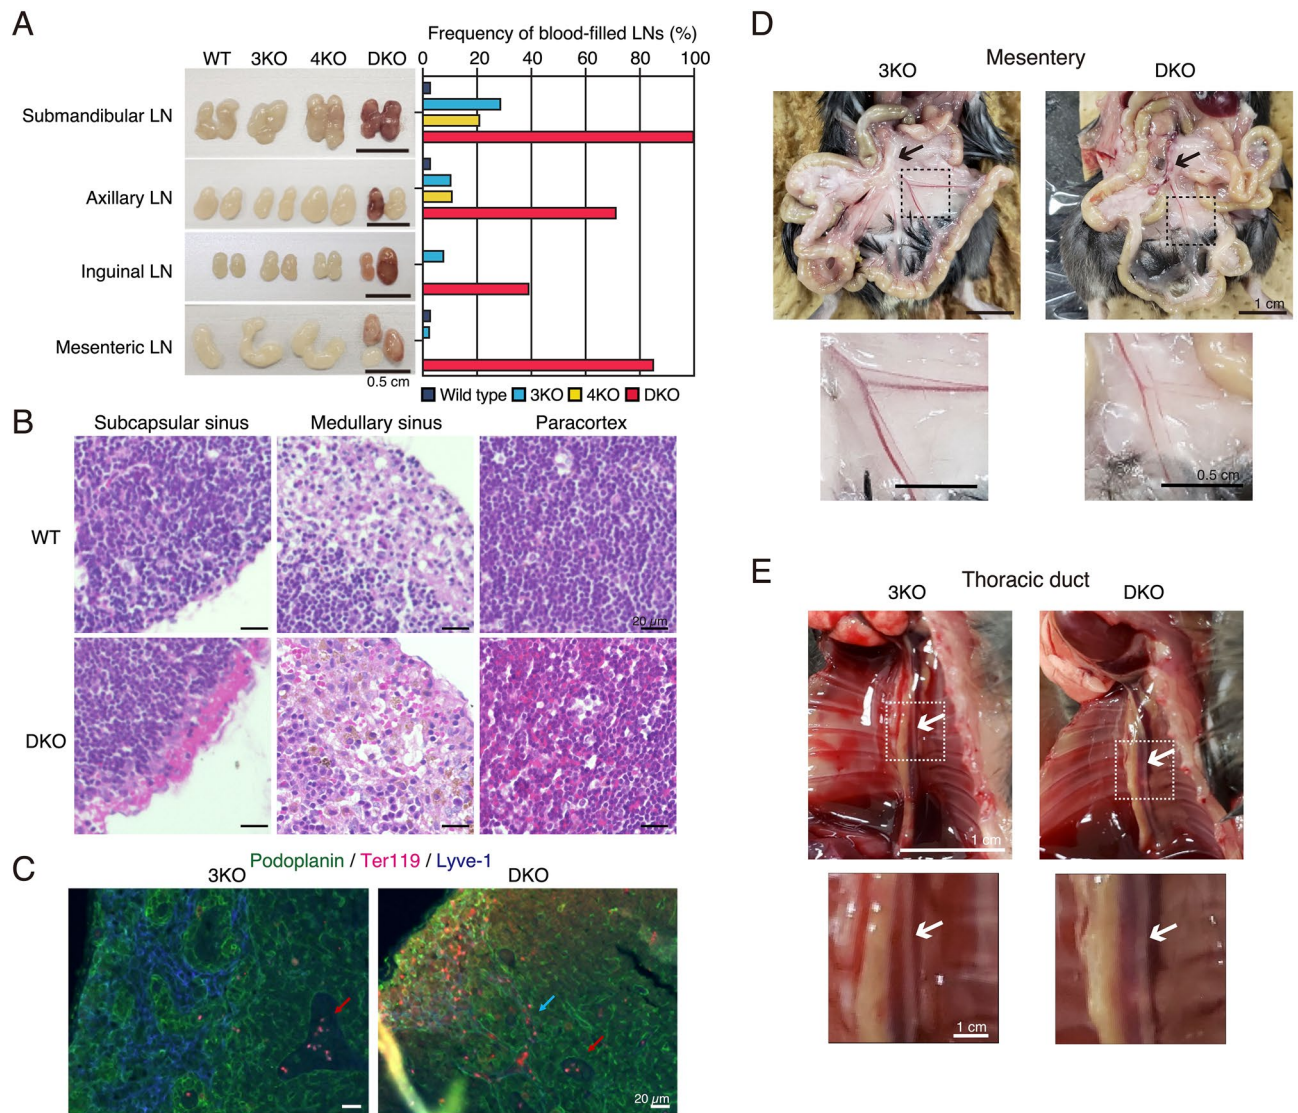 A
Frequency of blood-filled LNs (%)
WT 3KO 4KO DKO
0 20 40 60 80 100
Submandibular LN
Axillary LN
Inguinal LN
Mesenteric LN
0.5 cm
Wild type 3KO 4KO DKO
B
Subcapsular sinus Medullary sinus Paracortex
WT
20 µm
DKO
C
Podoplanin / Ter119 / Lyve-1
3KO DKO
20 µm
D
Mesentery
3KO DKO
1 cm
0.5 cm
E
Thoracic duct
3KO DKO
1 cm
1 cm